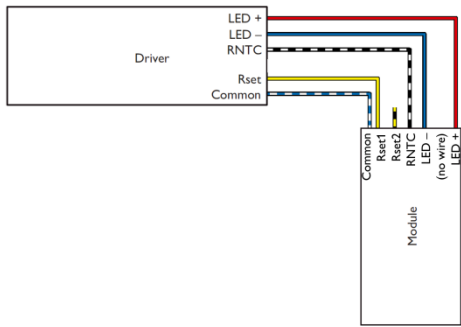 LED +
LED –
RNTC
Driver
Rset
Common
Common
Rset1
Rset2
RNTC
LED –
(no wire)
LED +
Module